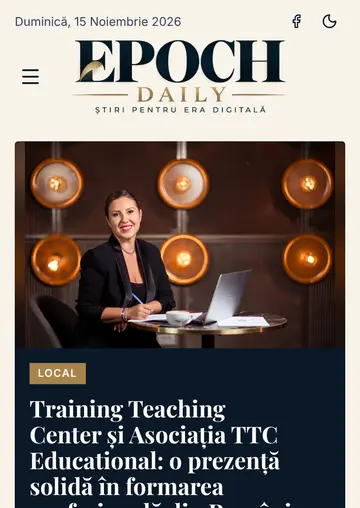 Duminică, 15 Noiembrie 2026
EPOCH
DAILY
ȘTIRI PENTRU ERA DIGITALĂ
LOCAL
Training Teaching
Center și Asociația TTC
Educational: o prezență
solidă în formarea